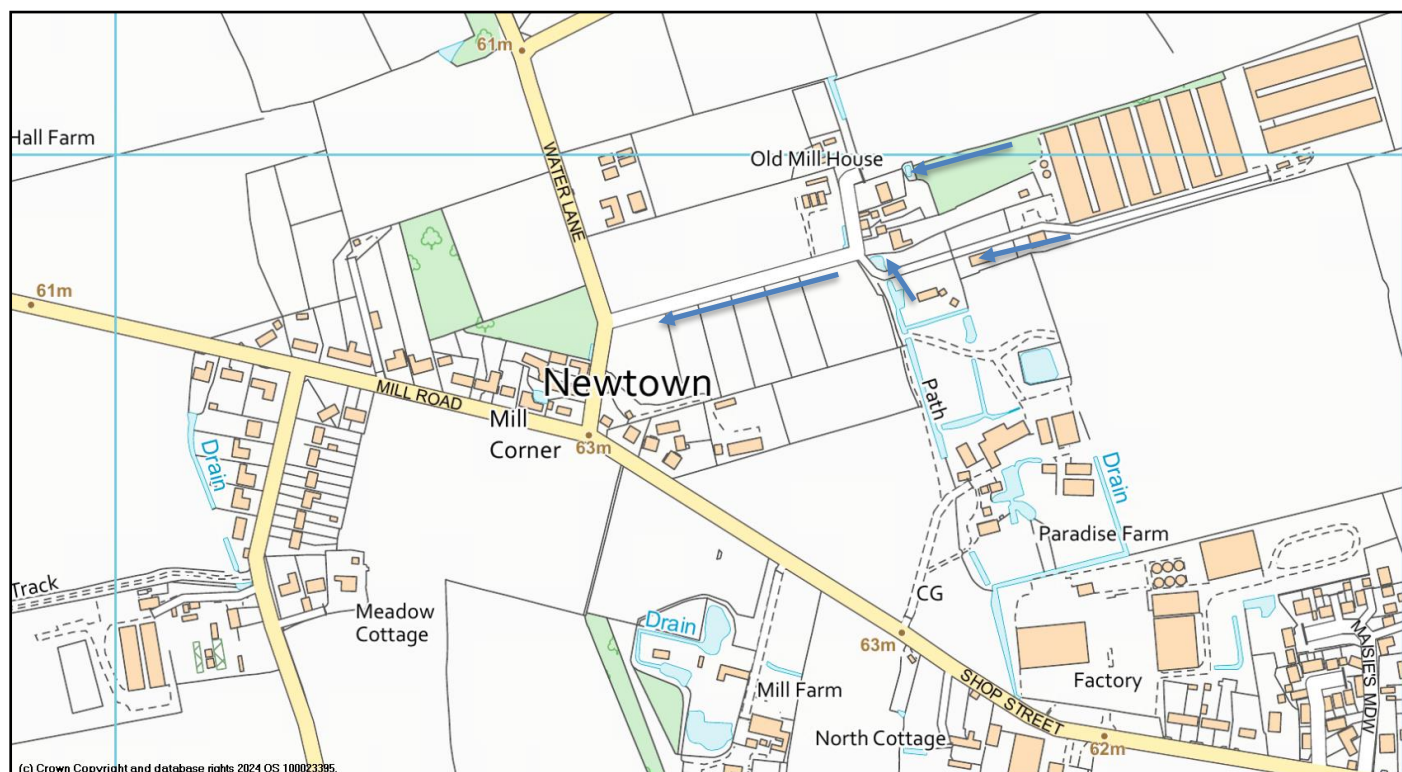 61m
Hall Farm
WATER LANE
Old Mill House
61m
MILL ROAD
Newtown
Mill
Corner
63m
Path
Drain
Drain
Paradise Farm
Track
Meadow
Cottage
CG
Drain
63m
Mill Farm
SHOP STREET
Factory
MAISIE'S MDW
North Cottage
62m
(c) Crown Copyright and database rights 2024 OS 100023395.